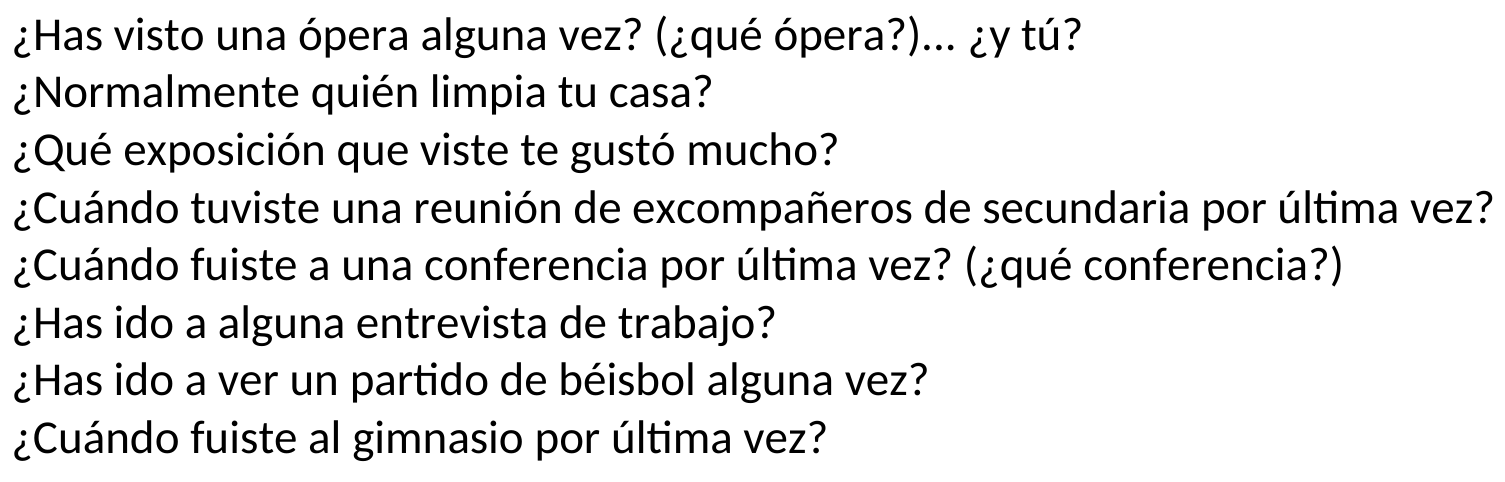 ¿Has visto una ópera alguna vez? (¿qué ópera?)... ¿y tú?
¿Normalmente quién limpia tu casa?
¿Qué exposición que viste te gustó mucho?
¿Cuándo tuviste una reunión de excompañeros de secundaria por última vez?
¿Cuándo fuiste a una conferencia por última vez? (¿qué conferencia?)
¿Has ido a alguna entrevista de trabajo?
¿Has ido a ver un partido de béisbol alguna vez?
¿Cuándo fuiste al gimnasio por última vez?